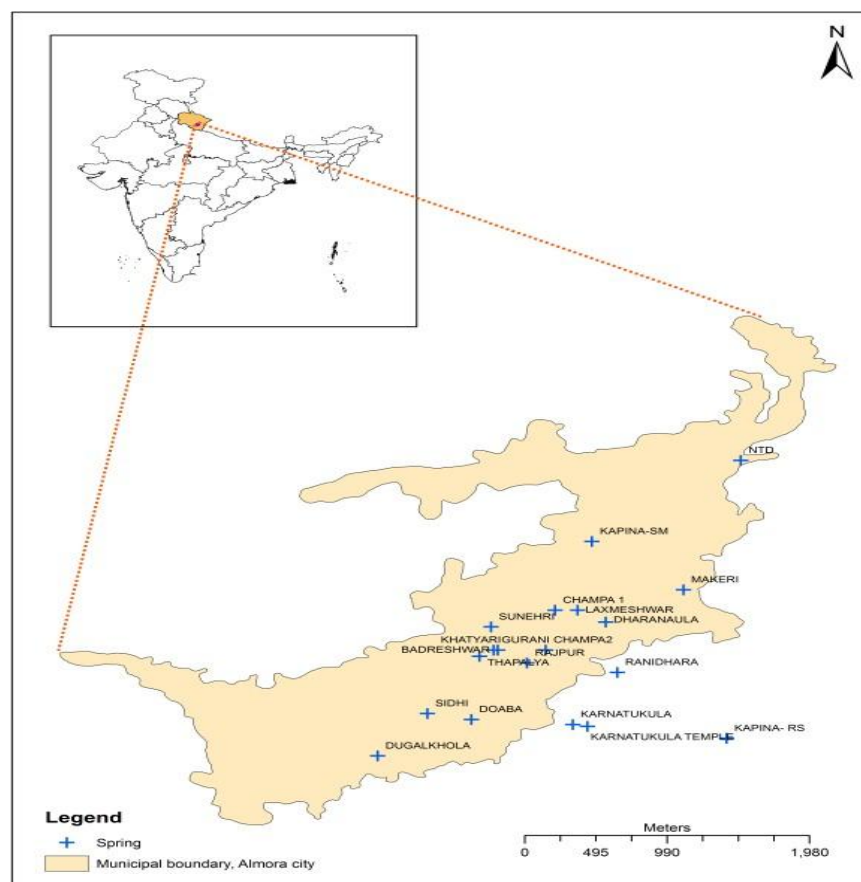 N
NTD
KAPINA-SM
MAKERI
CHAMPA 1
LAXMESHWAR
SUNEHRI
DHARANAULA
KHATYARIGURANI CHAMPA2
BADRESHWAR
RAJPUR
THAPALYA
RANIDHARA
SIDHI
DOABA
KARNATUKULA
KAPINA- RS
KARNATUKULA TEMPLE
DUGALKHOLA
Legend
Spring
Municipal boundary, Almora city
Meters
0 495 990 1,980